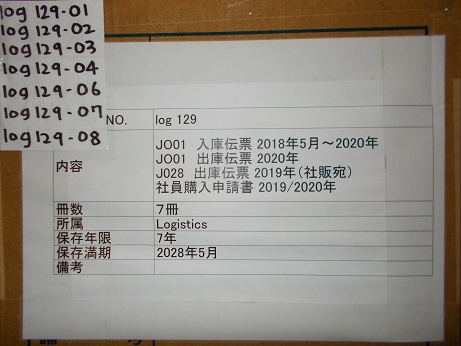 log 129-01
log 129-02
log 129-03
log 129-04
log 129-06
log 129-07
log 129-08
NO. log 129
内容
JO01 入庫伝票 2018年5月～2020年
JO01 出庫伝票 2020年
J028 出庫伝票 2019年(社販宛)
社員購入申請書 2019/2020年
冊数 7冊
所属 Logistics
保存年限 7年
保存満期 2028年5月
備考